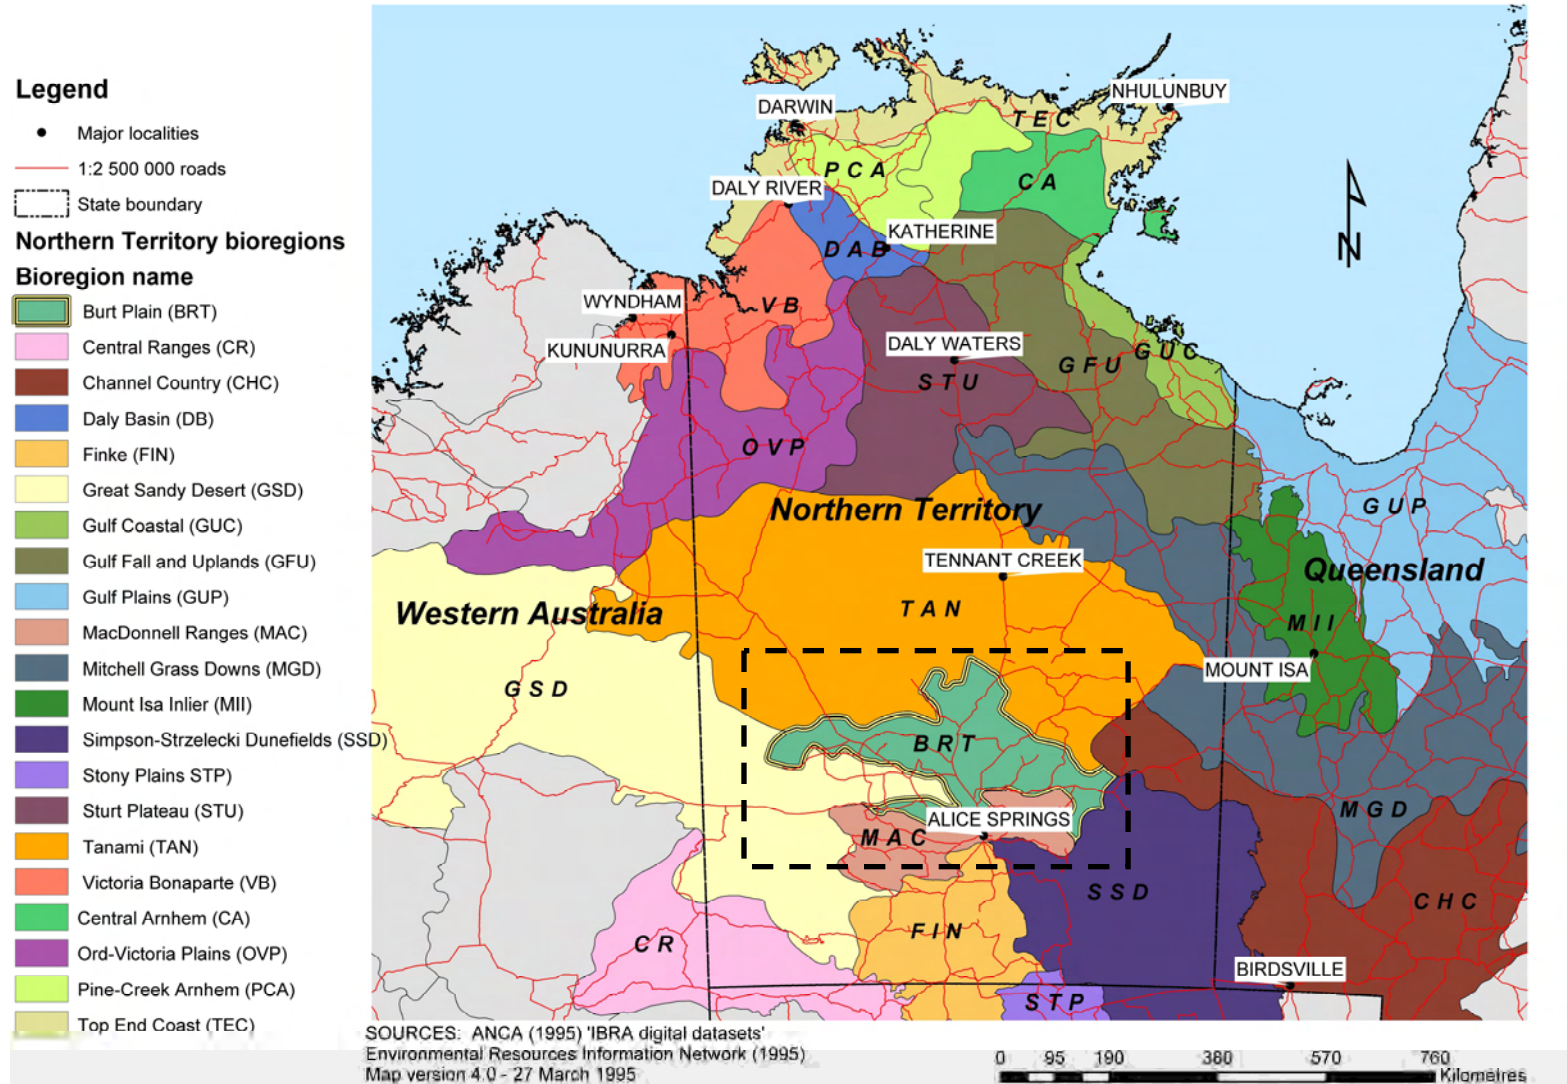 Legend
Major localities
1:2 500 000 roads
State boundary
Northern Territory bioregions
Bioregion name
Burt Plain (BRT)
Central Ranges (CR)
Channel Country (CHC)
Daly Basin (DB)
Finke (FIN)
Great Sandy Desert (GSD)
Gulf Coastal (GUC)
Gulf Fall and Uplands (GFU)
Gulf Plains (GUP)
MacDonnell Ranges (MAC)
Mitchell Grass Downs (MGD)
Mount Isa Inlier (MII)
Simpson-Strzelecki Dunefields (SSD)
Stony Plains STP)
Sturt Plateau (STU)
Tanami (TAN)
Victoria Bonaparte (VB)
Central Arnhem (CA)
Ord-Victoria Plains (OVP)
Pine-Creek Arnhem (PCA)
Top End Coast (TEC)
NHULUNBUY
DARWIN
TEC
PCA
CA
DALY RIVER
KATHERINE
DAB
N
WYNDHAM
VB
KUNUNURRA
DALY WATERS
GUC
GFU
STU
OVP
GUP
Northern Territory
TENNANT CREEK
Queensland
Western Australia
TAN
MII
MOUNT ISA
GSD
BRT
MGD
ALICE SPRINGS
MAC
SSD
CHC
FIN
CR
BIRDSVILLE
STP
SOURCES: ANCA (1995) 'IBRA digital datasets'
Environmental Resources Information Network (1995)
Map version 4.0 - 27 March 1995
0 95 190 380 570 760
Kilometres